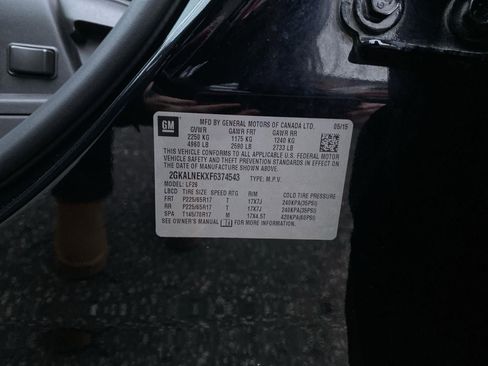 GM
MFD BY GENERAL MOTORS OF CANADA LTD. 05/15
GVWR GAWR FRT GAWR RR
2250 KG 1175 KG 1240 KG
4960 LB 2590 LB 2733 LB
THIS VEHICLE CONFORMS TO ALL APPLICABLE U.S. FEDERAL
MOTOR VEHICLE SAFETY, BUMPER, AND THEFT PREVENTION
STANDARDS IN EFFECT ON THE DATE OF MANUFACTURE SHOWN ABOVE.
2GKALNEKXF6374543 TYPE: M.P.V.
MODEL: LF26
LBCD TIRE SIZE SPEED RTG RIM COLD TIRE PRESSURE
FRT P225/65R17 T 17X7J 240KPA(35PSI)
RR P225/65R17 T 17X7J 240KPA(35PSI)
SPA T145/70R17 M 17X4.5T 420KPA(60PSI)
SEE OWNER'S MANUAL FOR MORE INFORMATION.